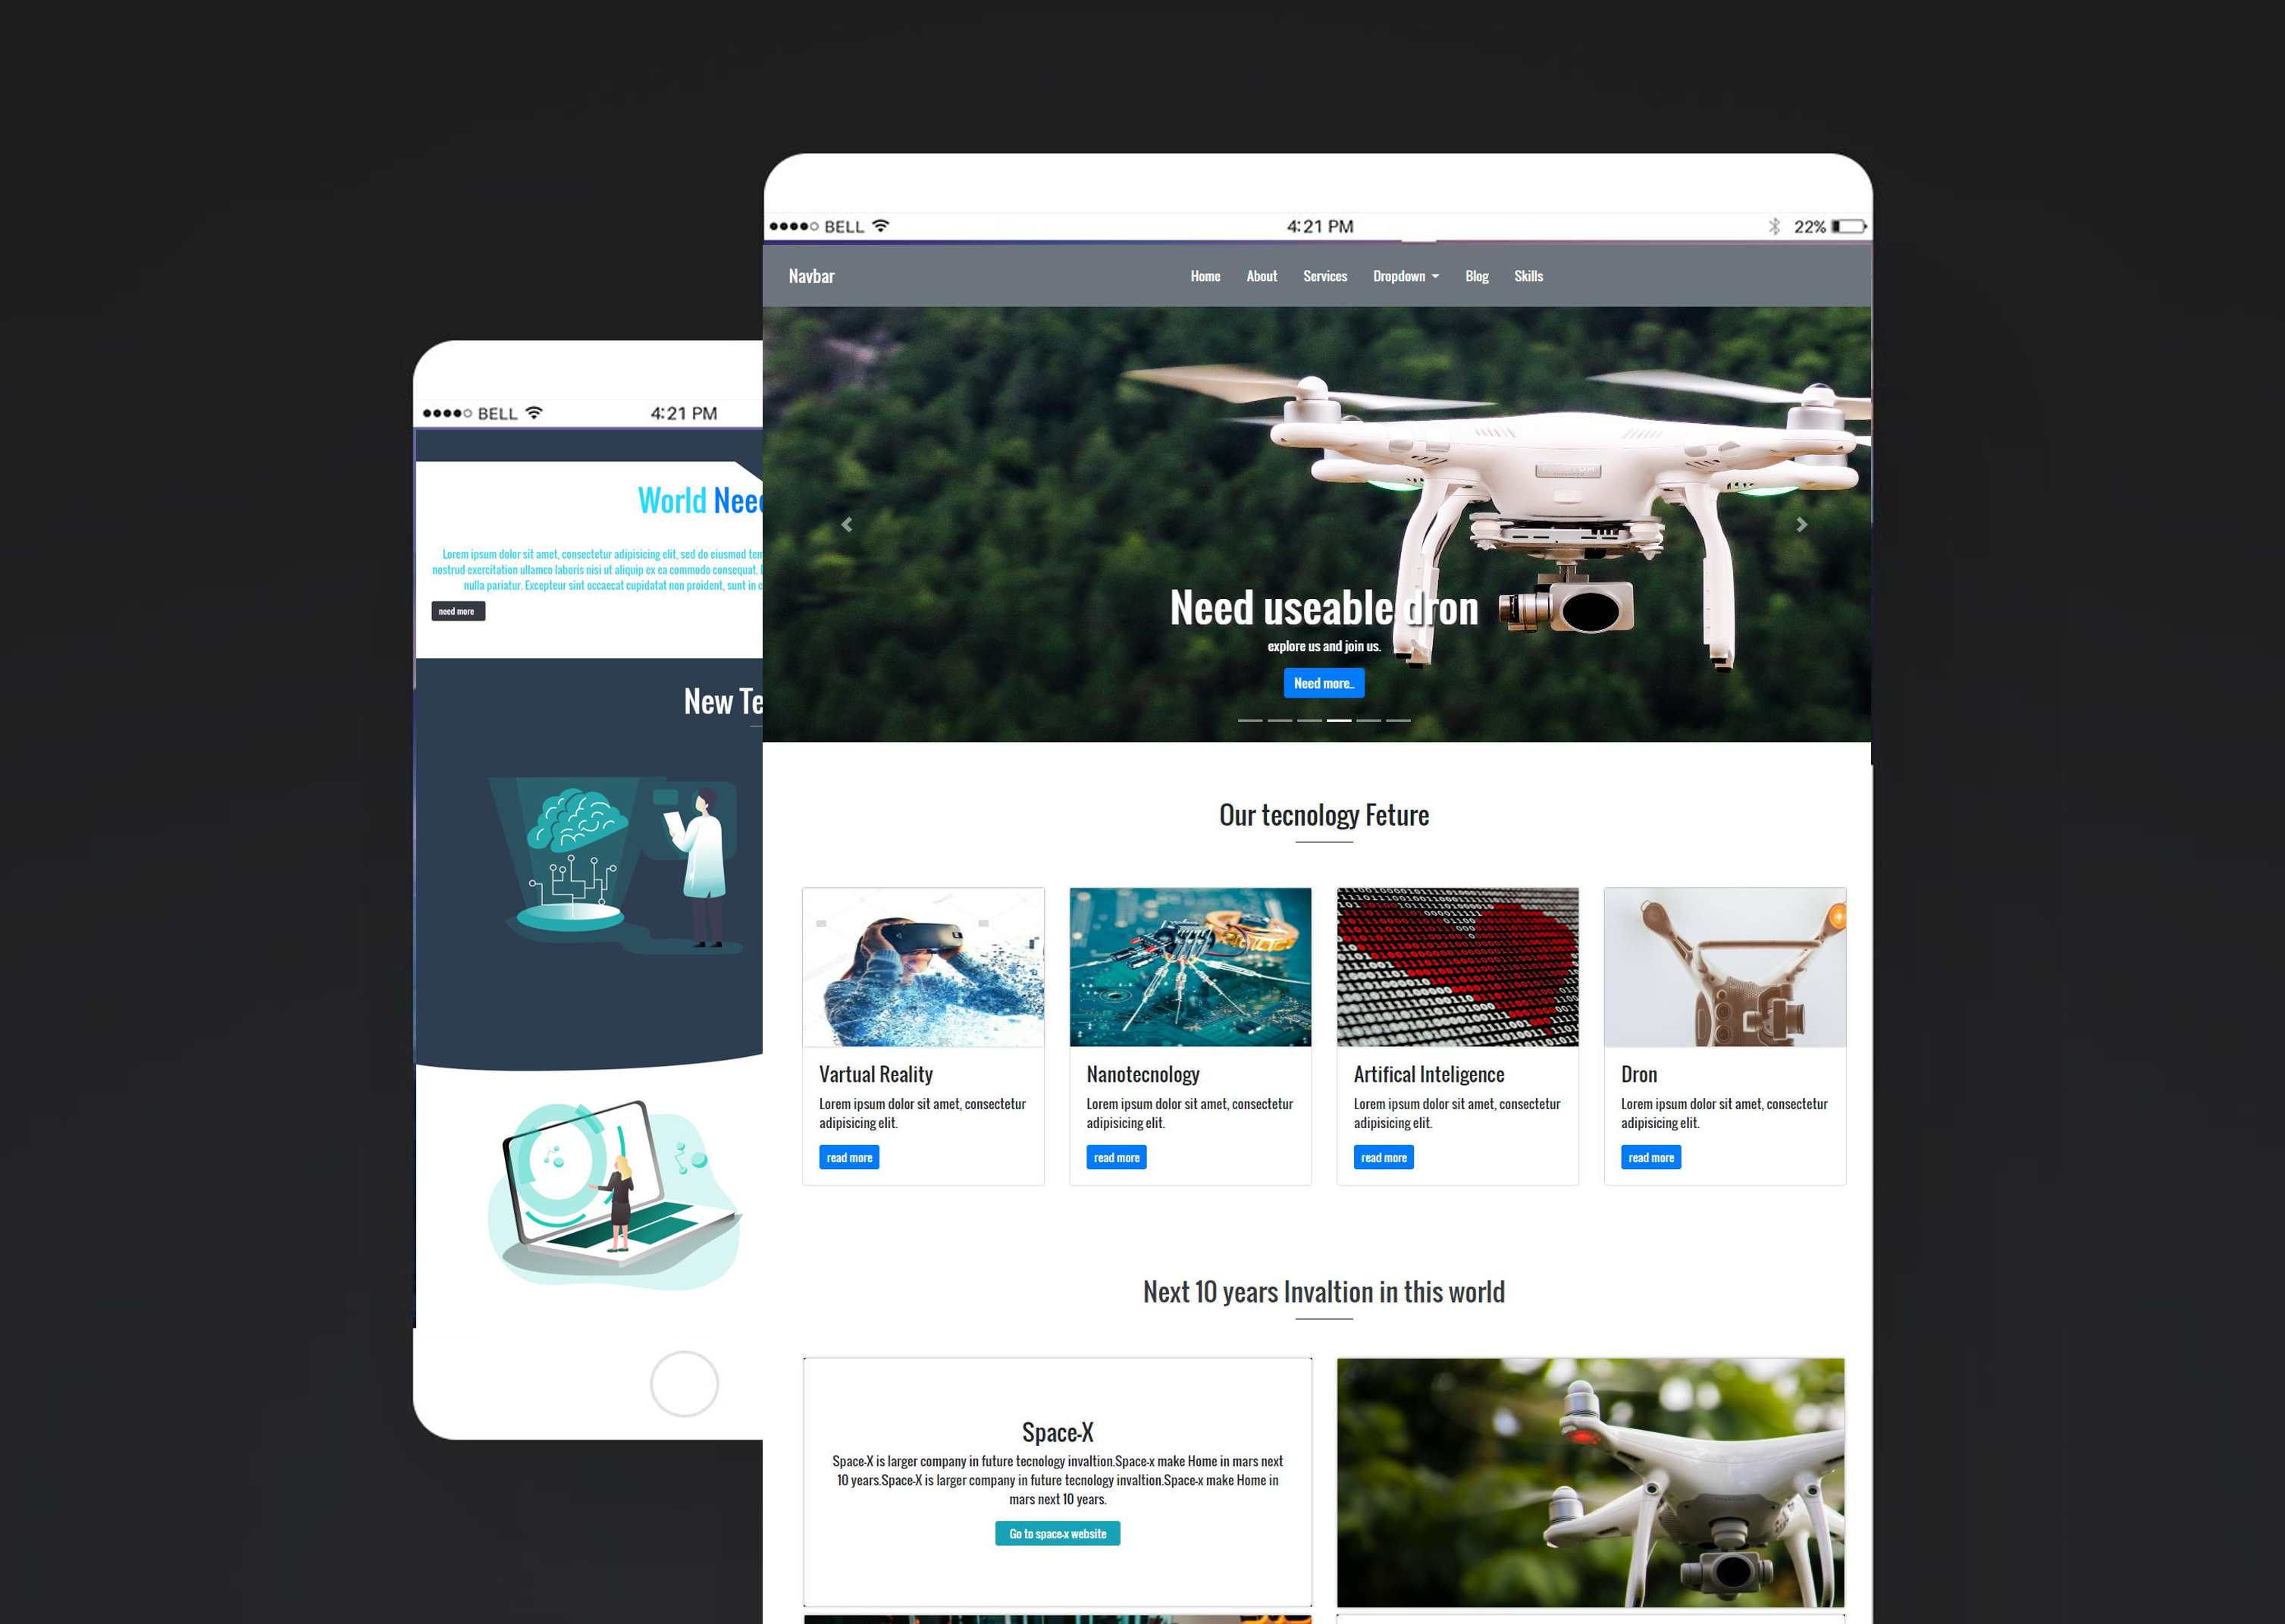 BELL
4:21 PM
22%
Navbar
Home
About
Services
Dropdown
Blog
Skills
Need useable dron
explore us and join us.
Need more..
Our tecnology Feture
Vartual Reality
Lorem ipsum dolor sit amet, consectetur
adipisicing elit.
read more
Nanotecnology
Lorem ipsum dolor sit amet, consectetur
adipisicing elit.
read more
Artifical Inteligence
Lorem ipsum dolor sit amet, consectetur
adipisicing elit.
read more
Dron
Lorem ipsum dolor sit amet, consectetur
adipisicing elit.
read more
Next 10 years Invaltion in this world
Space-X
Space-X is larger company in future tecnology invaltion.Space-x make Home in mars next
10 years.Space-X is larger company in future tecnology invaltion.Space-x make Home in
mars next 10 years.
Go to space-x website
BELL
4:21 PM
World Need
Lorem ipsum dolor sit amet, consectetur adipisicing elit, sed do eiusmod tem
nostrud exercitation ullamco laboris nisi ut aliquip ex ea commodo consequat.
nulla pariatur. Excepteur sint occaecat cupidatat non proident, sunt in c
need more
New Te